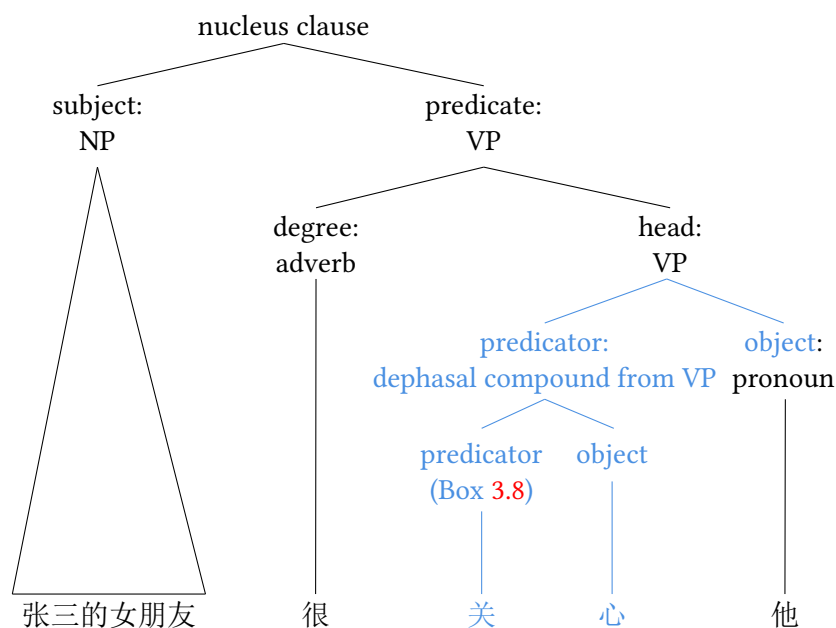 nucleus clause
subject: predicate:
NP VP
degree: head:
adverb VP
predicator: object:
dephasal compound from VP pronoun
predicator object
(Box 3.8)
张三的女朋友 很 关 心 他